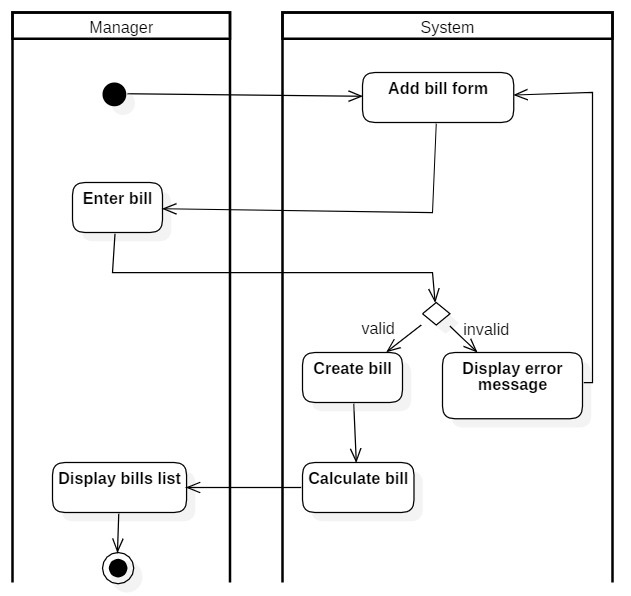 Manager
System
Add bill form
Enter bill
valid
invalid
Create bill
Display error
message
Display bills list
Calculate bill